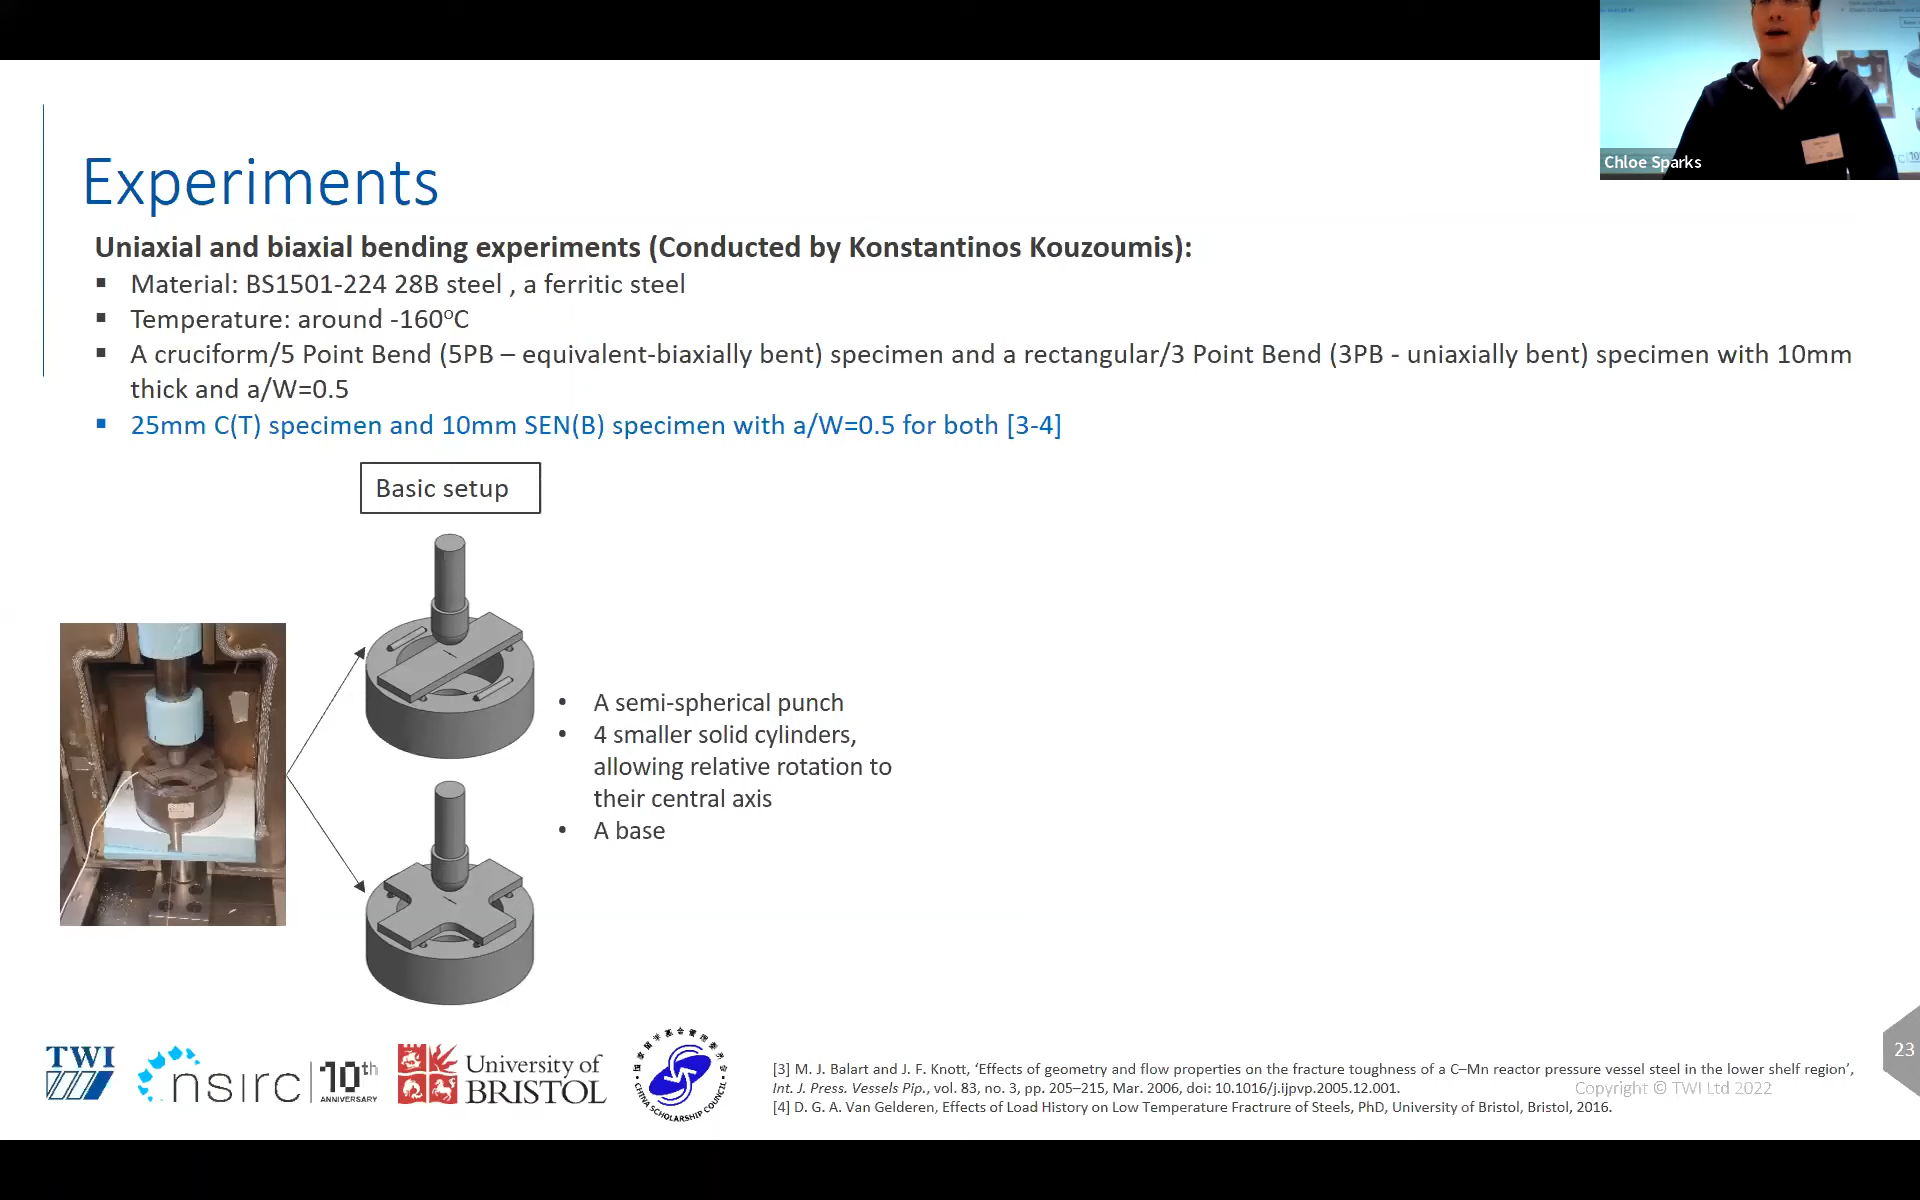 Chloe Sparks
Experiments
Uniaxial and biaxial bending experiments (Conducted by Konstantinos Kouzoumis):
▪ Material: BS1501-224 28B steel , a ferritic steel
▪ Temperature: around -160°C
▪ A cruciform/5 Point Bend (5PB – equivalent-biaxially bent) specimen and a rectangular/3 Point Bend (3PB - uniaxially bent) specimen with 10mm
thick and a/W=0.5
▪ 25mm C(T) specimen and 10mm SEN(B) specimen with a/W=0.5 for both [3-4]
Basic setup
• A semi-spherical punch
• 4 smaller solid cylinders,
allowing relative rotation to
their central axis
• A base
TWI
nsirc 10th
ANNIVERSARY
University of
BRISTOL
CHINA SCHOLARSHIP COUNCIL
[3] M. J. Balart and J. F. Knott, ‘Effects of geometry and flow properties on the fracture toughness of a C–Mn reactor pressure vessel steel in the lower shelf region’,
Int. J. Press. Vessels Pip., vol. 83, no. 3, pp. 205–215, Mar. 2006, doi: 10.1016/j.ijpvp.2005.12.001.
[4] D. G. A. Van Gelderen, Effects of Load History on Low Temperature Fractrure of Steels, PhD, University of Bristol, Bristol, 2016.
Copyright © TWI Ltd 2022
23